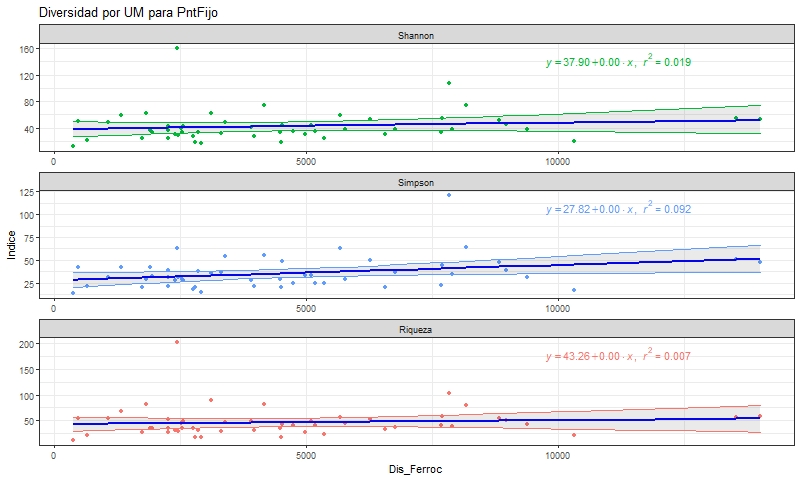 Diversidad por UM para PntFijo
Shannon
y = 37.90 + 0.00 · x, r² = 0.019
160
120
80
40
0
5000
10000
Simpson
y = 27.82 + 0.00 · x, r² = 0.092
125
100
75
50
25
0
5000
10000
Indice
Riqueza
y = 43.26 + 0.00 · x, r² = 0.007
200
150
100
50
0
5000
10000
Dis_Ferroc